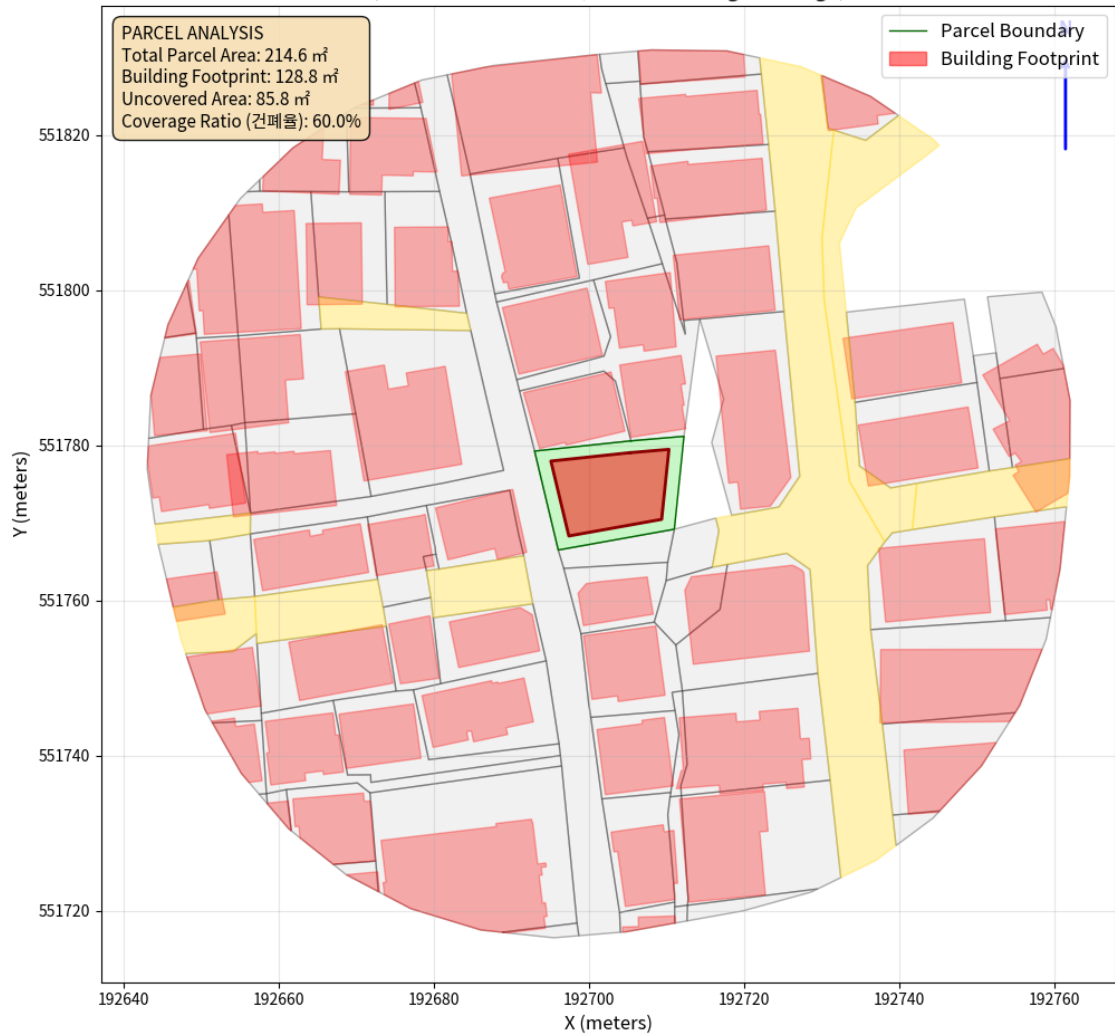 PARCEL ANALYSIS
Total Parcel Area: 214.6 ㎡
Building Footprint: 128.8 ㎡
Uncovered Area: 85.8 ㎡
Coverage Ratio (건폐율): 60.0%
Parcel Boundary
Building Footprint
N
551820
551800
551780
551760
551740
551720
Y (meters)
192640
192660
192680
192700
192720
192740
192760
X (meters)